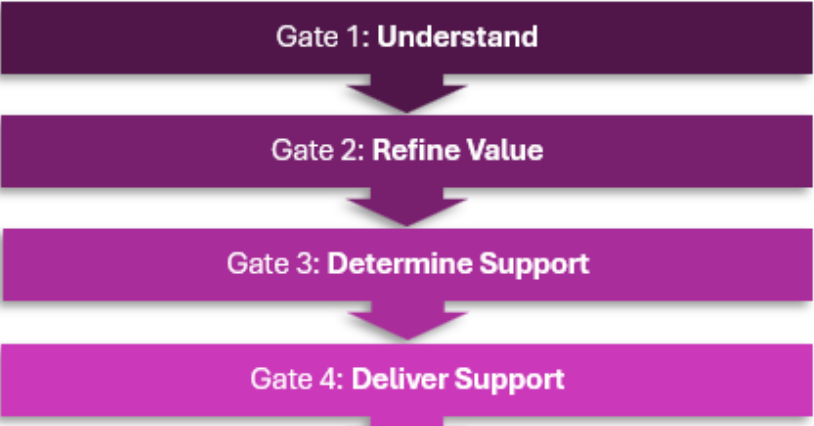 Gate 1: Understand
Gate 2: Refine Value
Gate 3: Determine Support
Gate 4: Deliver Support